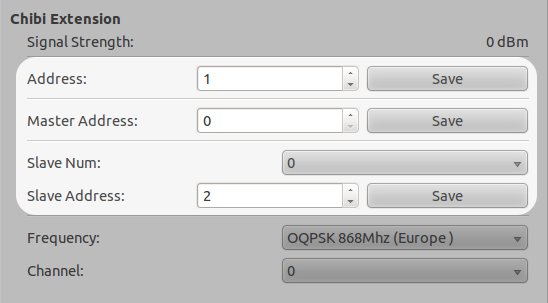 Chibi Extension
Signal Strength: 0 dBm
Address: 1 Save
Master Address: 0 Save
Slave Num: 0
Slave Address: 2 Save
Frequency: OQPSK 868Mhz (Europe )
Channel: 0